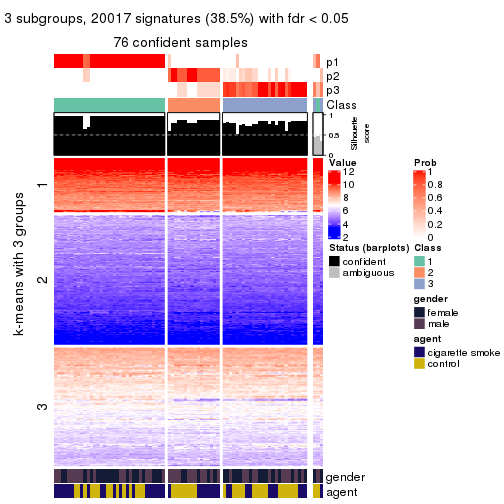 3 subgroups, 20017 signatures (38.5%) with fdr < 0.05
76 confident samples
p1
p2
p3
Class
1
0.5
0
Silhouette
score
k-means with 3 groups
1
2
3
gender
agent
Value
12
10
8
6
4
2
Prob
1
0.8
0.6
0.4
0.2
0
Status (barplots)
confident
ambiguous
Class
1
2
3
gender
female
male
agent
cigarette smoke
control